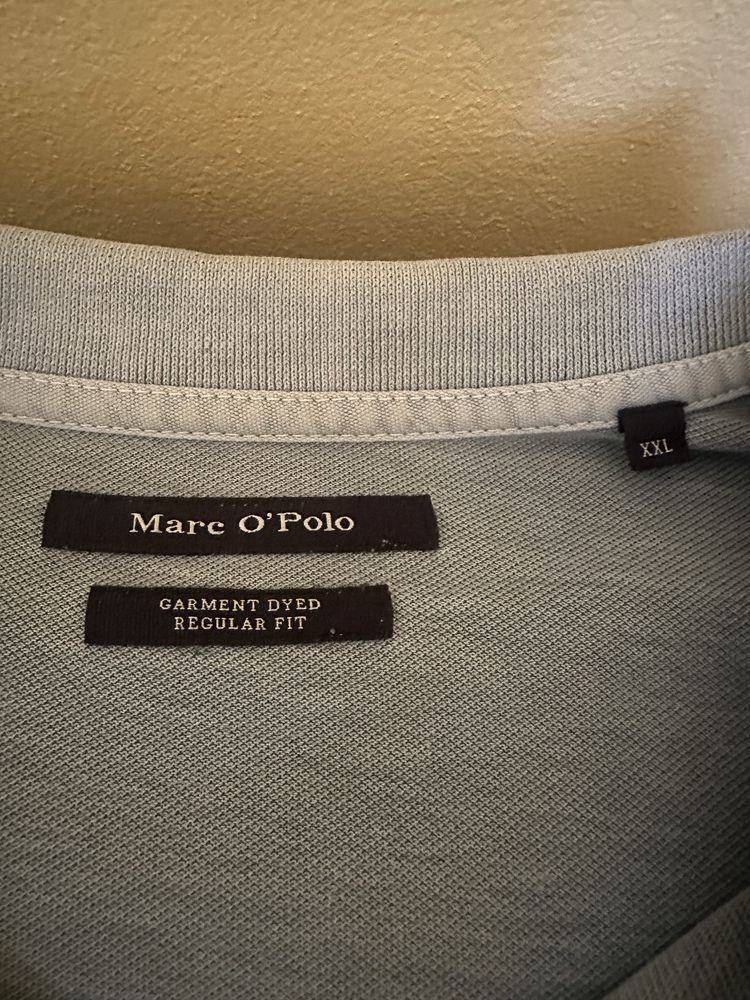 XXL
Marc O'Polo
GARMENT DYED
REGULAR FIT